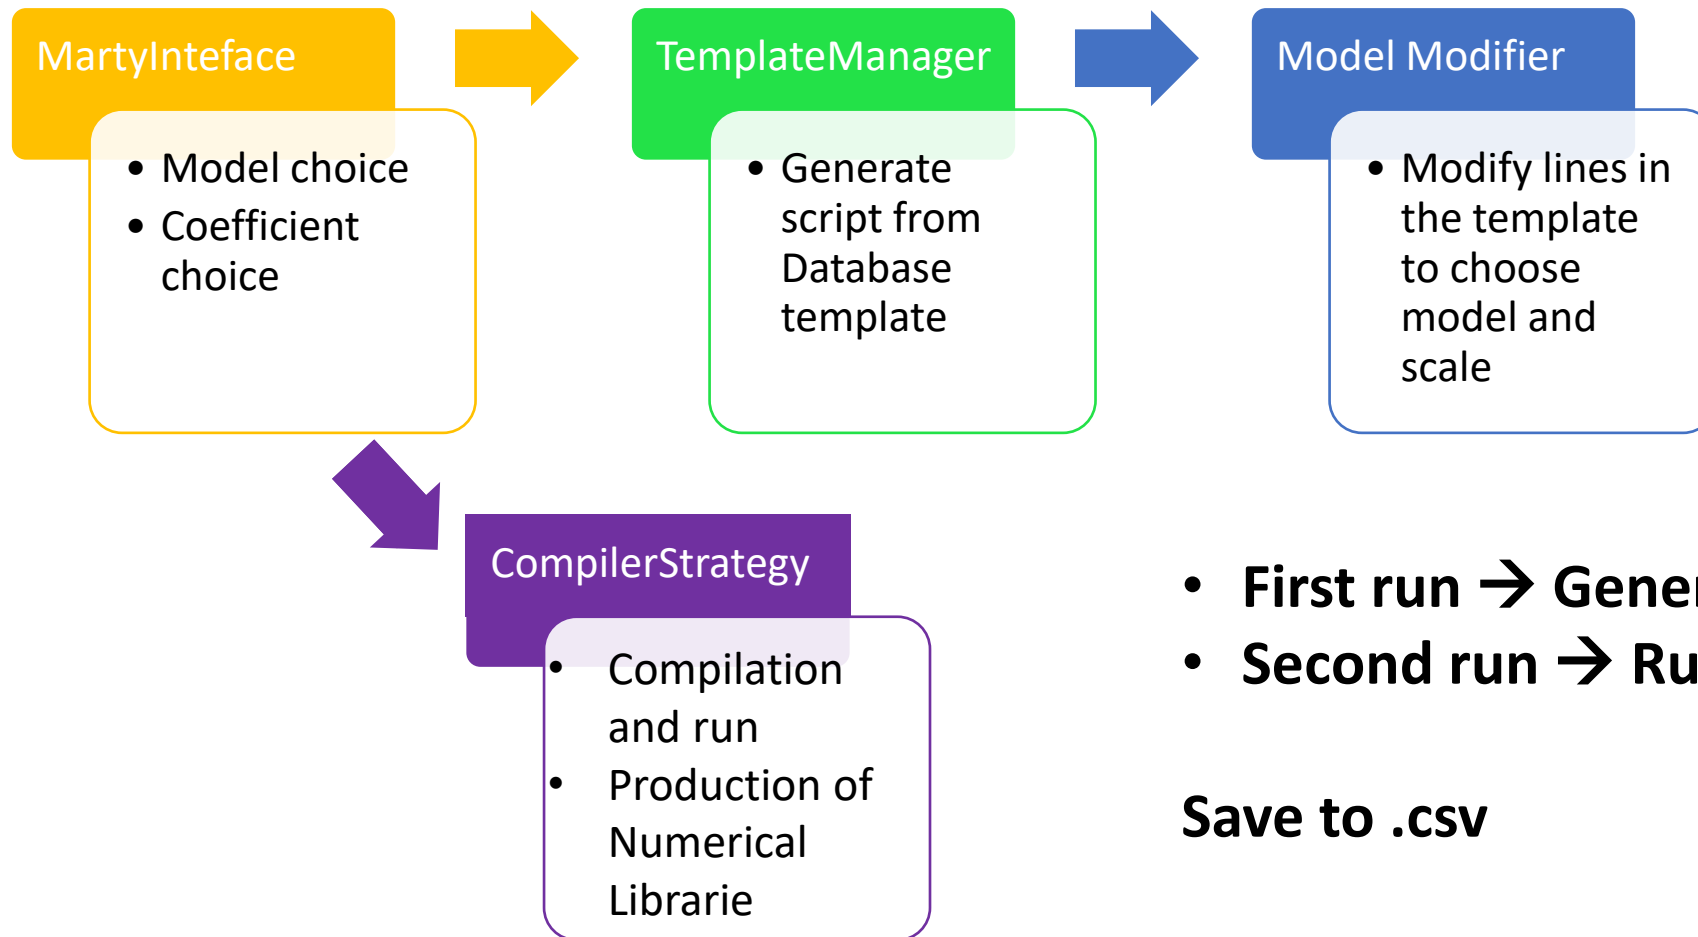 MartyInteface
• Model choice
• Coefficient
choice
TemplateManager
• Generate
script from
Database
template
Model Modifier
• Modify lines in
the template
to choose
model and
scale
CompilerStrategy
• Compilation
and run
• Production of
Numerical
Librarie
• First run →
• Second run →
Save to .csv